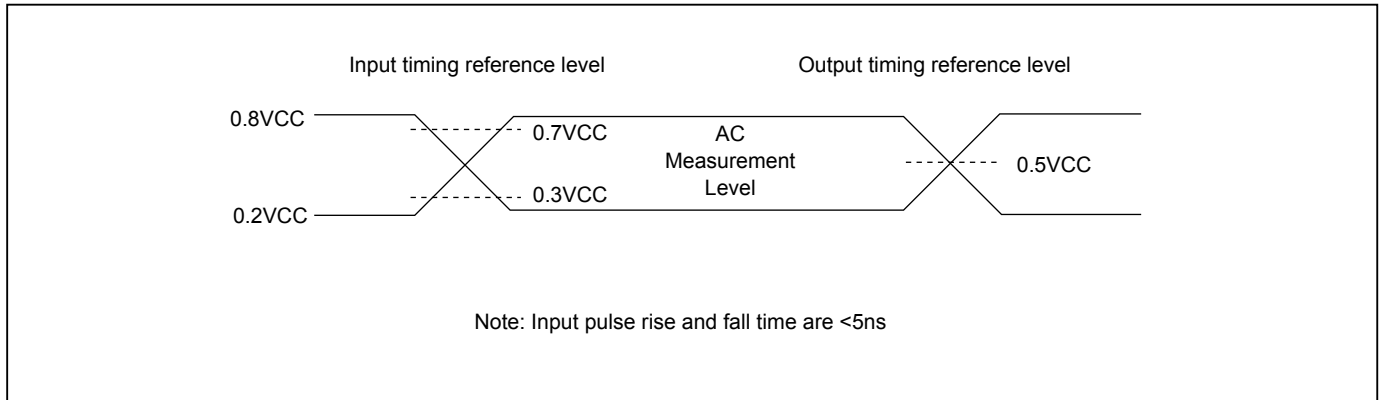 Input timing reference level
Output timing reference level
0.8VCC
0.7VCC
AC
Measurement
Level
0.5VCC
0.3VCC
0.2VCC
Note: Input pulse rise and fall time are <5ns